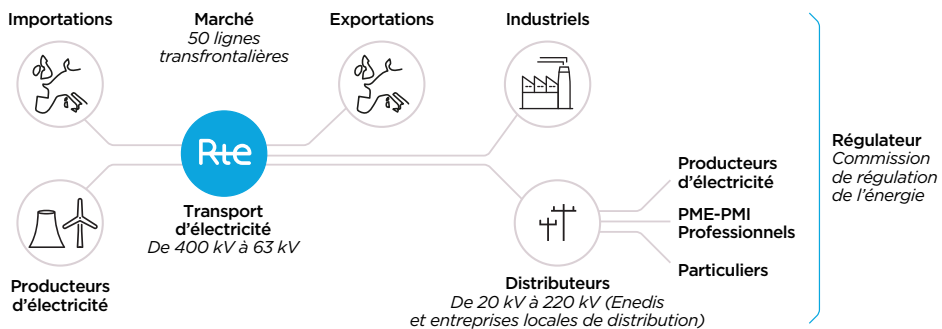 Importations
Marché
50 lignes
transfrontalières
Exportations
Industriels
Rte
Transport
d'électricité
De 400 kV à 63 kV
Producteurs
d'électricité
Distributeurs
De 20 kV à 220 kV (Enedis
et entreprises locales de distribution)
Producteurs
d'électricité
PME-PMI
Professionnels
Particuliers
Régulateur
Commission
de régulation
de l'énergie